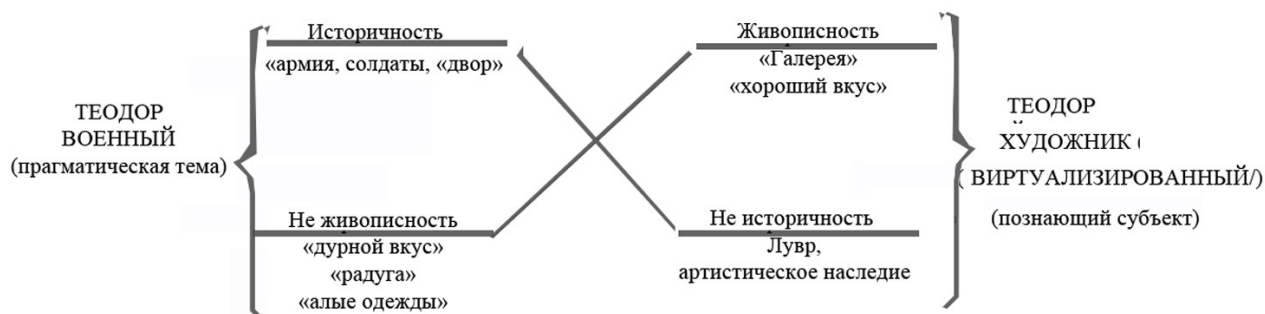 Историчность
«армия, солдаты, «двор»
ТЕОДОР
ВОЕННЫЙ
(прагматическая тема)
Не живописность
«дурной вкус»
«радуга»
«алые одежды»
Живописность
«Галерея»
«хороший вкус»
Не историчность
Лувр,
артистическое наследие
ТЕОДОР
ХУДОЖНИК (
( ВИРТУАЛИЗИРОВАННЫЙ/)
(познающий субъект)